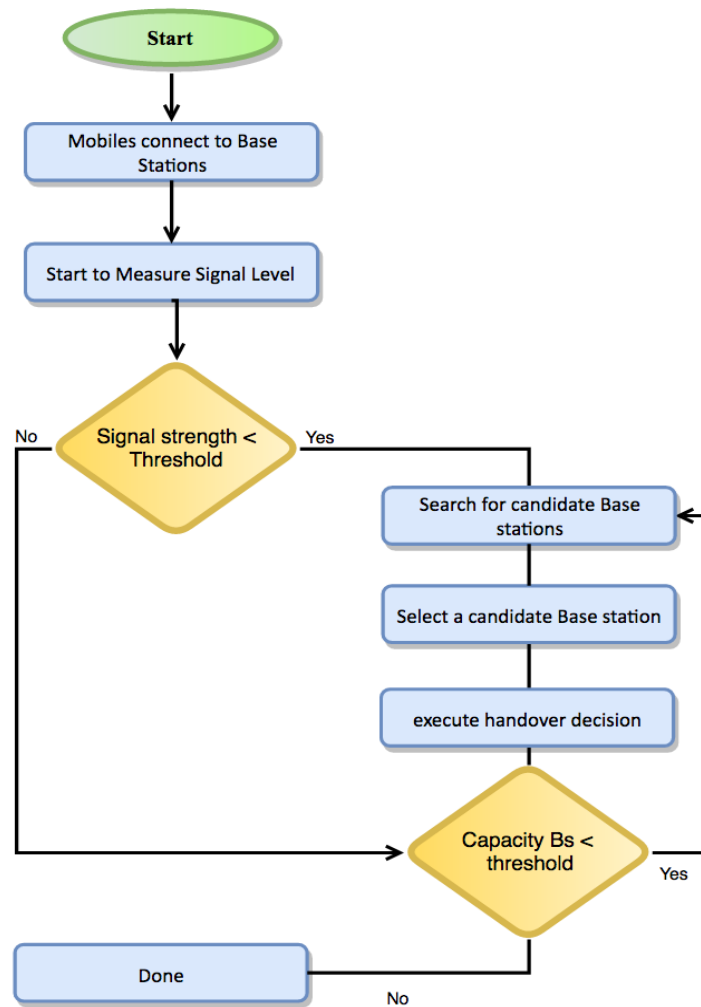 Start
Mobiles connect to Base
Stations
Start to Measure Signal Level
No
Signal strength <
Threshold
Yes
Search for candidate Base
stations
Select a candidate Base station
execute handover decision
Capacity Bs <
threshold
Yes
Done
No